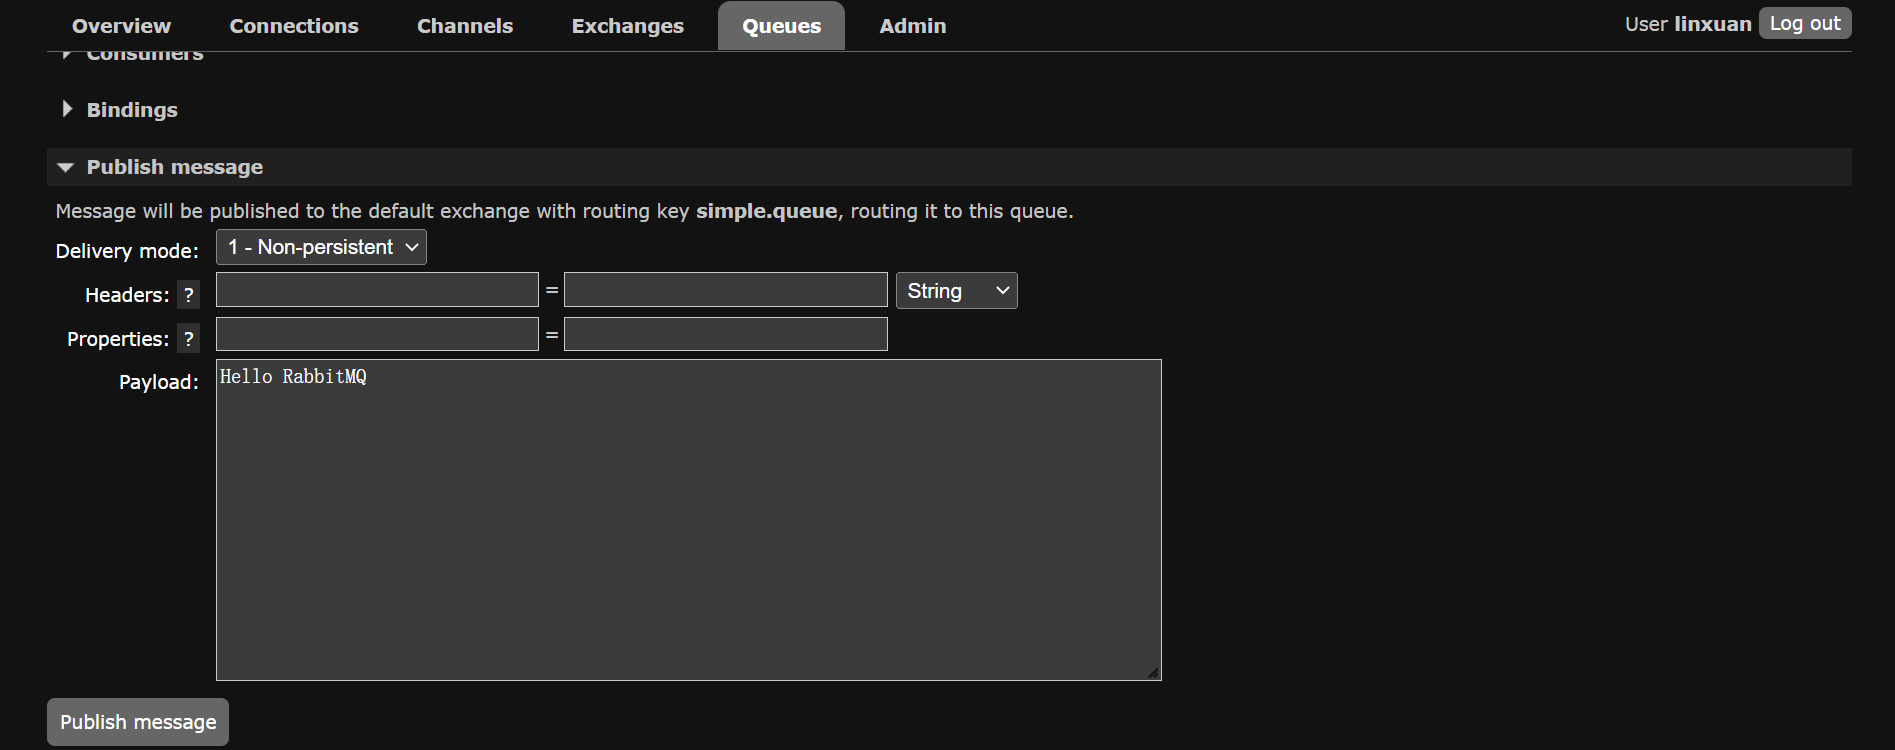 Overview Connections Channels Exchanges Queues Admin User linxuan Log out
Consumers
Bindings
Publish message
Message will be published to the default exchange with routing key simple.queue, routing it to this queue.
Delivery mode: 1 - Non-persistent
Headers: ? = String
Properties: ? =
Payload: Hello RabbitMQ
Publish message